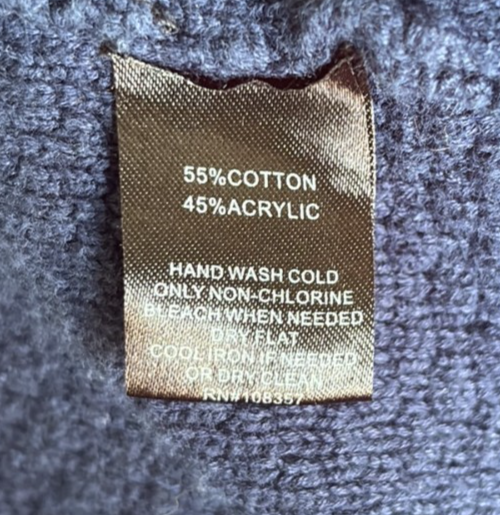 55%COTTON
45%ACRYLIC
HAND WASH COLD
ONLY NON-CHLORINE
BLEACH WHEN NEEDED
DRY FLAT
COOL IRON IF NEEDED
OR DRY CLEAN
RN#108357